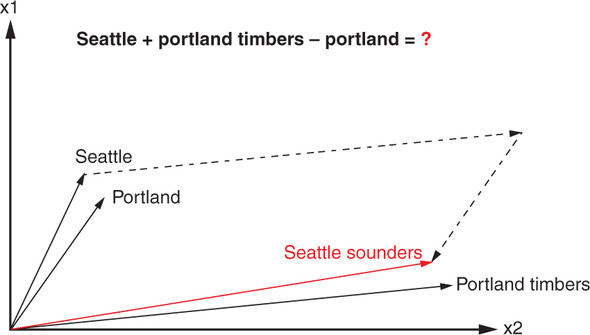 x1
Seattle + portland timbers – portland = ?
Seattle
Portland
Seattle sounders
Portland timbers
x2